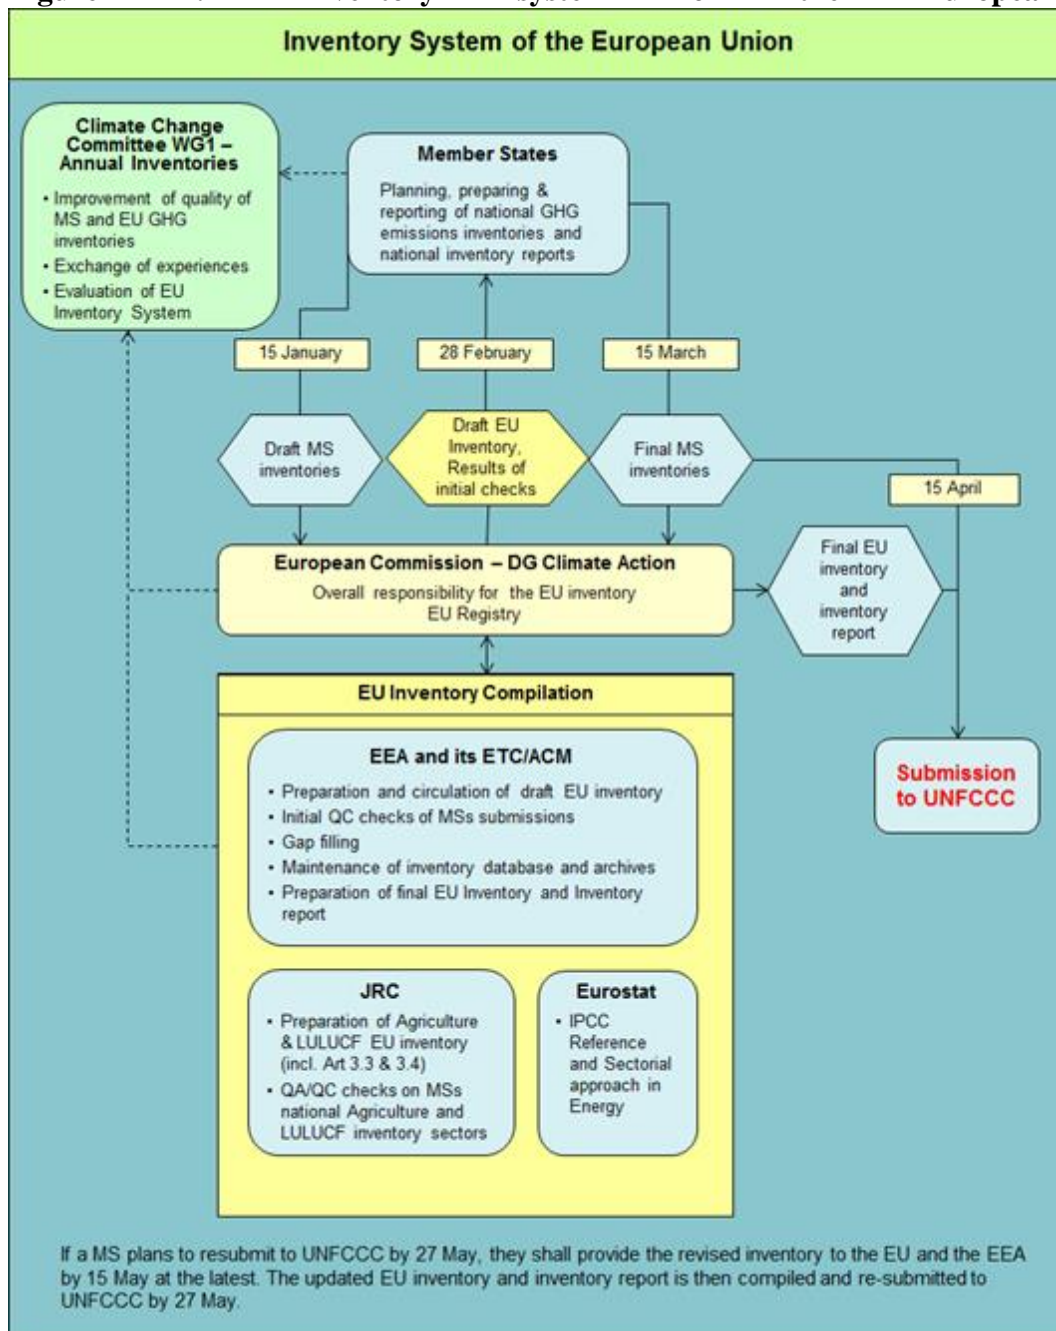 Inventory System of the European Union
Climate Change
Committee WG1 –
Annual Inventories
• Improvement of quality of
MS and EU GHG
inventories
• Exchange of experiences
• Evaluation of EU
Inventory System
Member States
Planning, preparing &
reporting of national GHG
emissions inventories and
national inventory reports
15 January
28 February
15 March
Draft MS
inventories
Draft EU
Inventory,
Results of
initial checks
Final MS
inventories
15 April
European Commission – DG Climate Action
Overall responsibility for the EU inventory
EU Registry
Final EU
inventory
and
inventory
report
EU Inventory Compilation
EEA and its ETC/ACM
• Preparation and circulation of draft EU inventory
• Initial QC checks of MSs submissions
• Gap filling
• Maintenance of inventory database and archives
• Preparation of final EU Inventory and Inventory
report
Submission
to UNFCCC
JRC
• Preparation of Agriculture
& LULUCF EU inventory
(incl. Art 3.3 & 3.4)
• QA/QC checks on MSs
national Agriculture and
LULUCF inventory sectors
Eurostat
• IPCC
Reference
and Sectorial
approach in
Energy
If a MS plans to resubmit to UNFCCC by 27 May, they shall provide the revised inventory to the EU and the EEA
by 15 May at the latest. The updated EU inventory and inventory report is then compiled and re-submitted to
UNFCCC by 27 May.